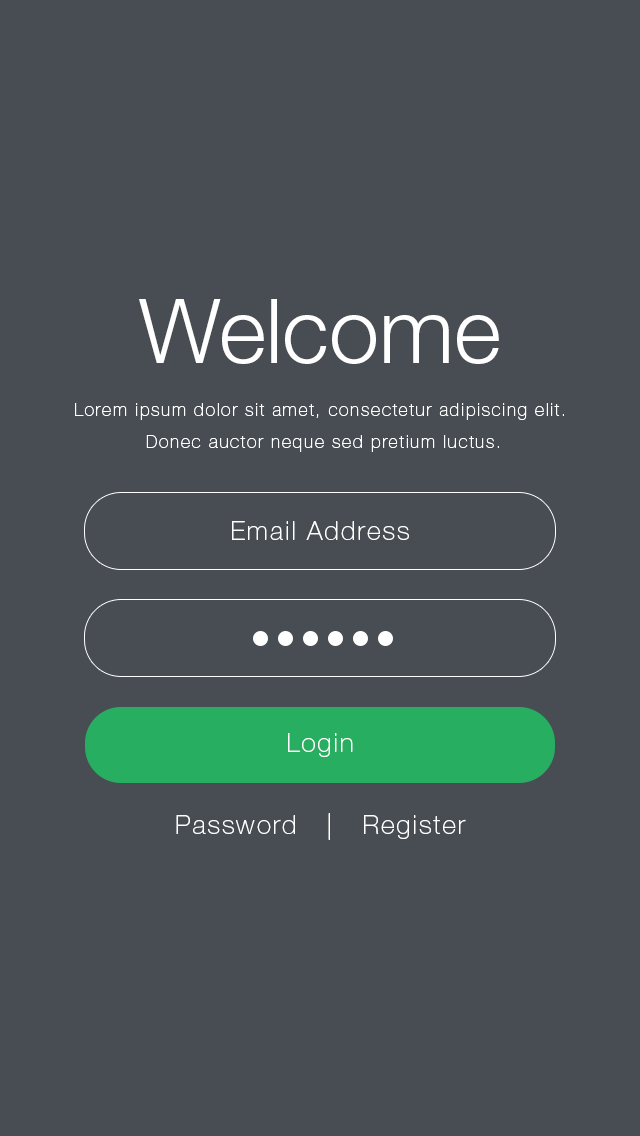 Welcome
Lorem ipsum dolor sit amet, consectetur adipiscing elit.
Donec auctor neque sed pretium luctus.
Email Address
●●●●●●
Login
Password | Register